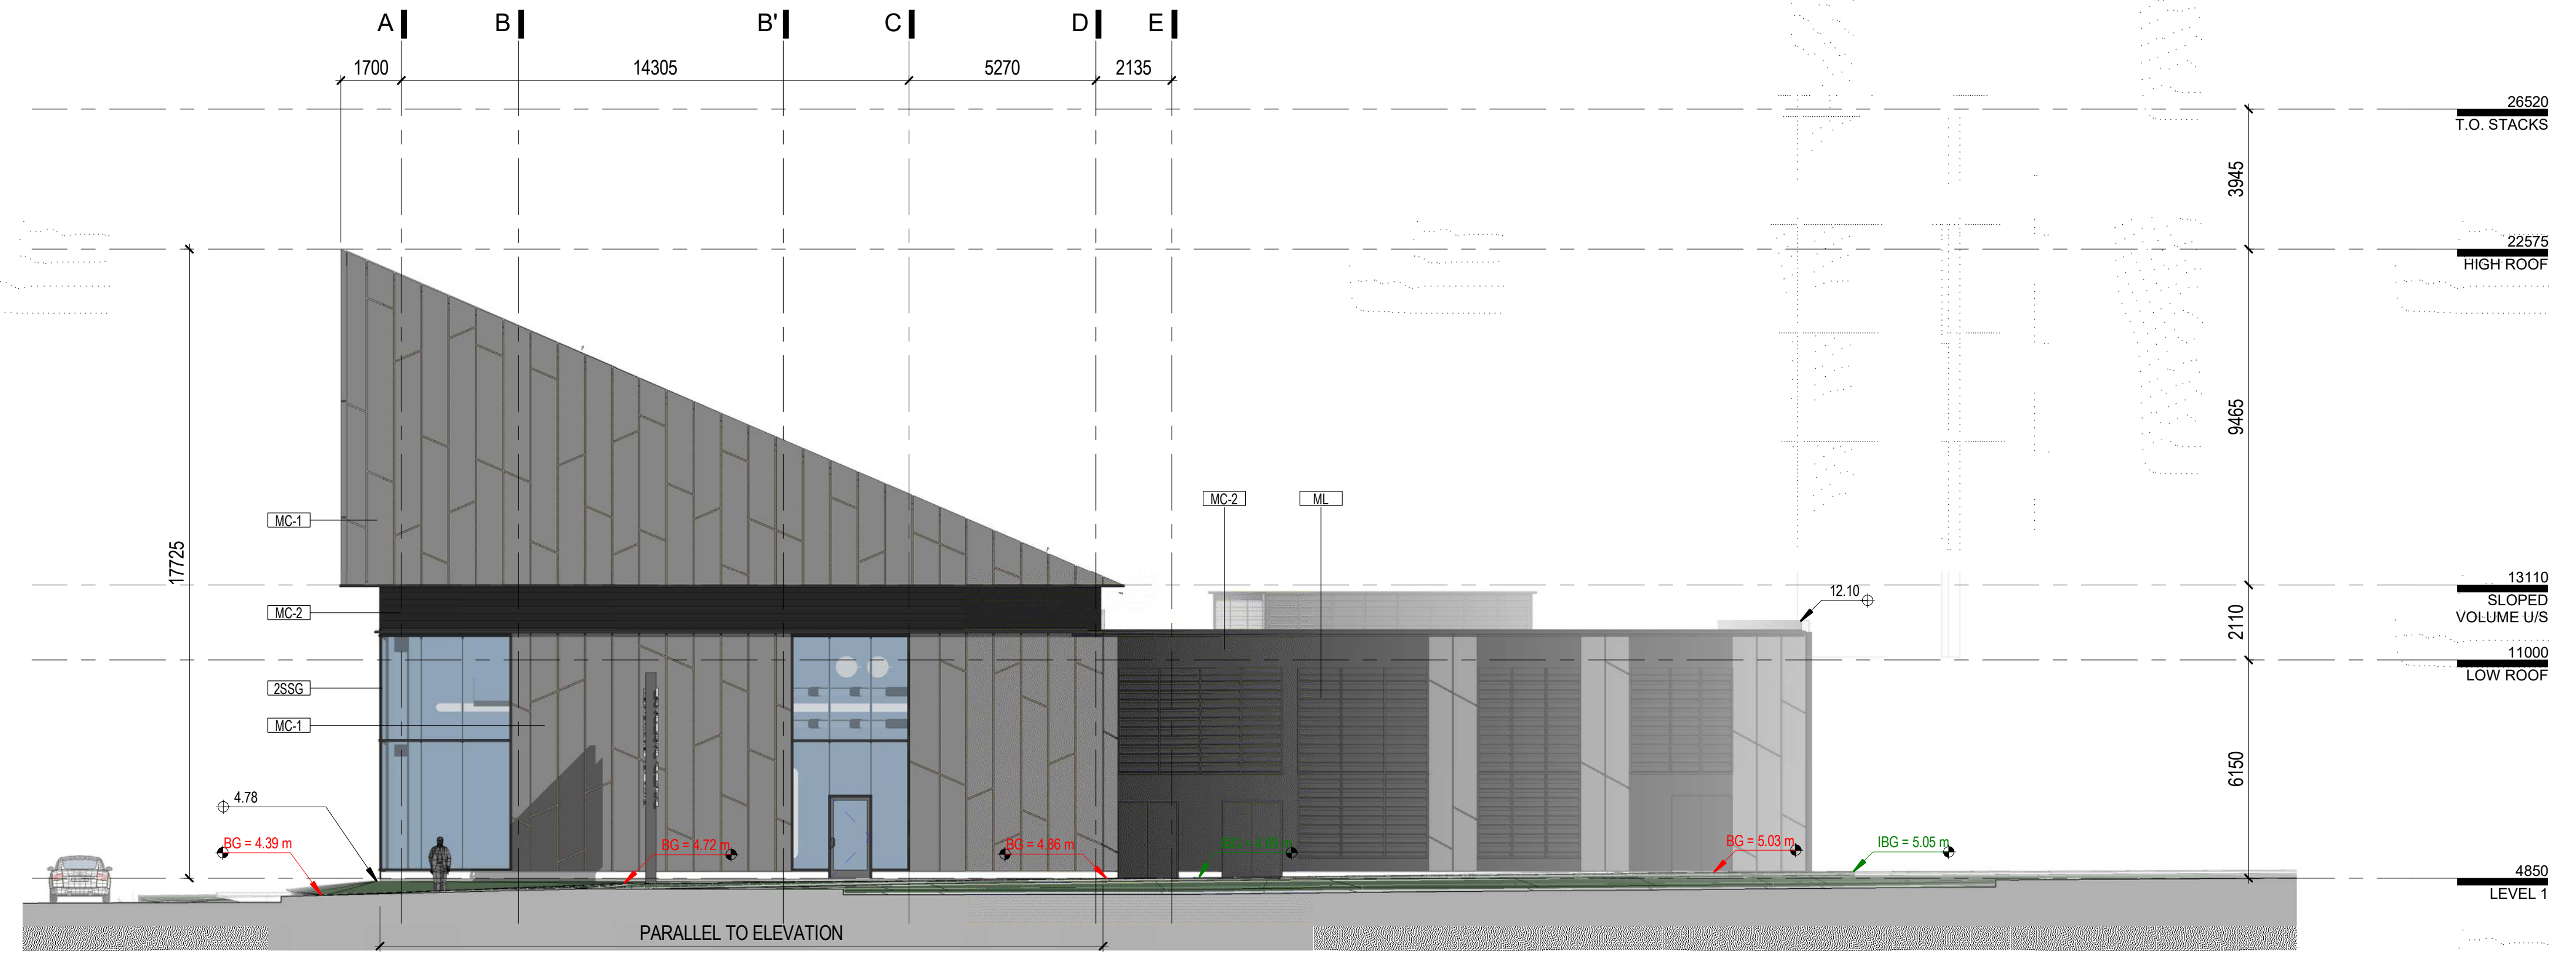 A B B' C D E
1700 14305 5270 2135
26520
T.O. STACKS
3945
22575
HIGH ROOF
9465
MC-2 ML
MC-1
17725
13110
SLOPED
VOLUME U/S
12.10
MC-2
2110
11000
LOW ROOF
2SSG
MC-1
6150
4.78
BG = 4.39 m
BG = 4.72 m
BG = 4.86 m
BG = 5.03 m
IBG = 5.05 m
4850
LEVEL 1
PARALLEL TO ELEVATION